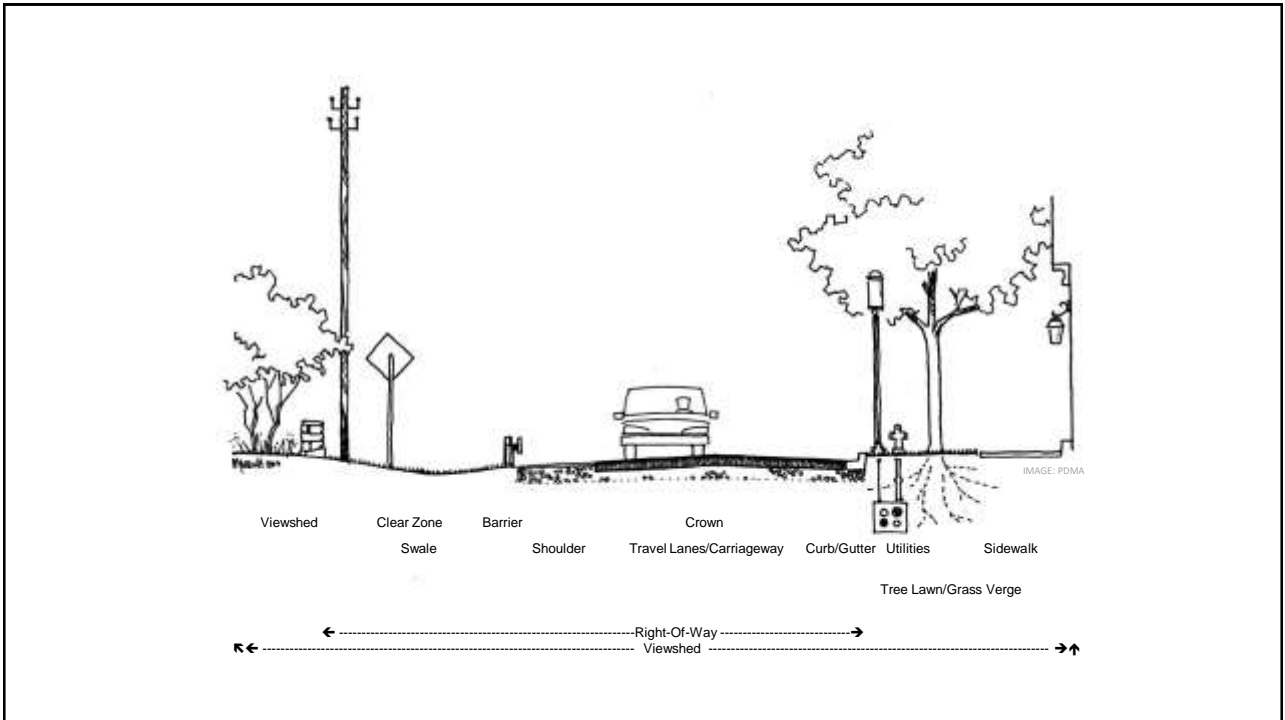 IMAGE: PDMA
Viewshed Clear Zone Barrier Crown
Swale Shoulder Travel Lanes/Carriageway Curb/Gutter Utilities Sidewalk
Tree Lawn/Grass Verge
Right-Of-Way
Viewshed